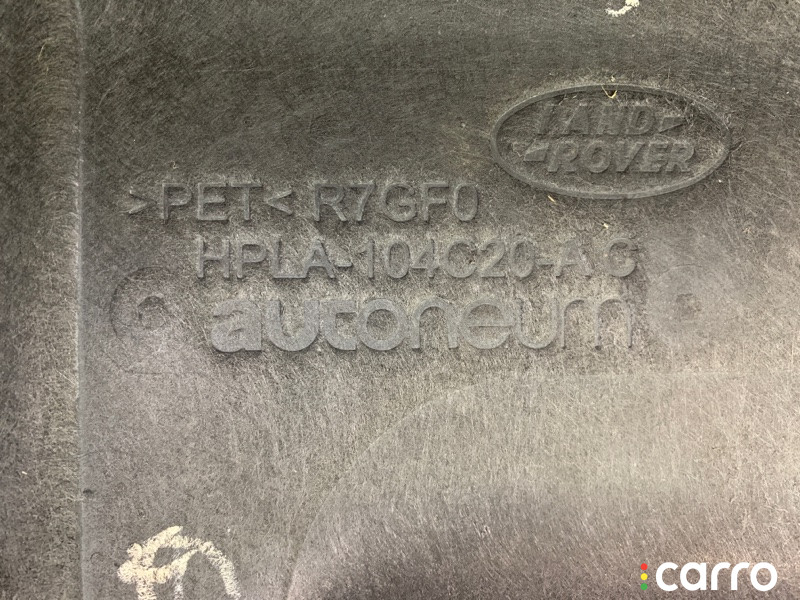 LAND
ROVER
>PET< R7GF0
HPLA-104C20-AC
autoneum
carro